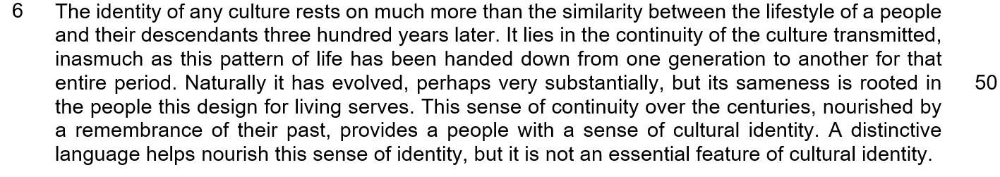 6 The identity of any culture rests on much more than the similarity between the lifestyle of a people
and their descendants three hundred years later. It lies in the continuity of the culture transmitted,
inasmuch as this pattern of life has been handed down from one generation to another for that
entire period. Naturally it has evolved, perhaps very substantially, but its sameness is rooted in 50
the people this design for living serves. This sense of continuity over the centuries, nourished by
a remembrance of their past, provides a people with a sense of cultural identity. A distinctive
language helps nourish this sense of identity, but it is not an essential feature of cultural identity.